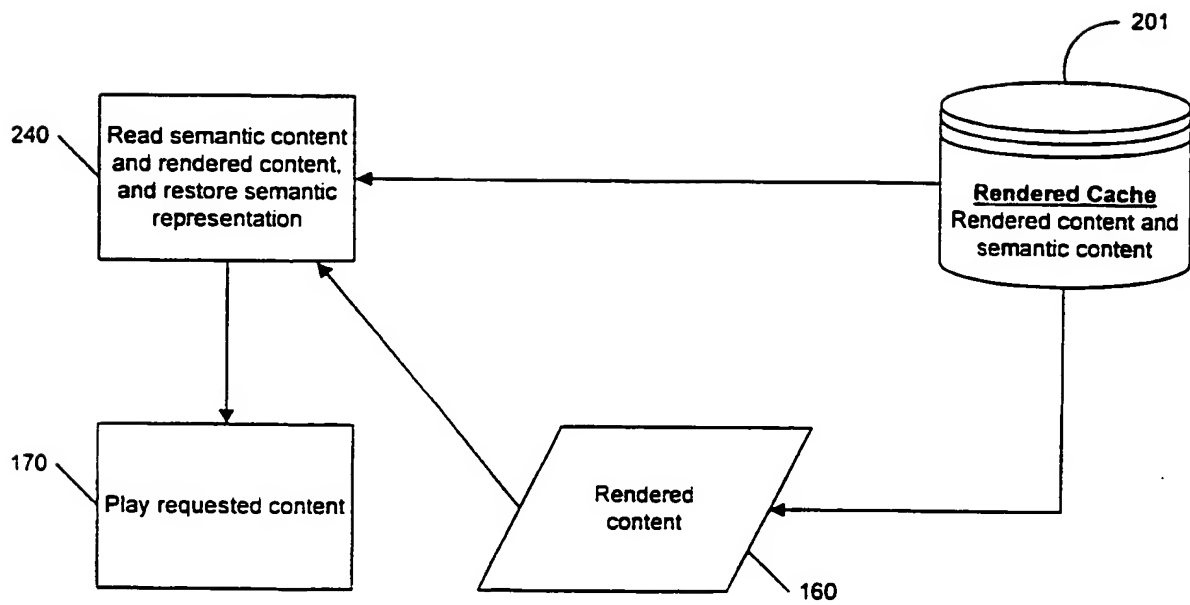 201
240
Read semantic content
and rendered content,
and restore semantic
representation
Rendered Cache
Rendered content and
semantic content
170
Play requested content
Rendered
content
160